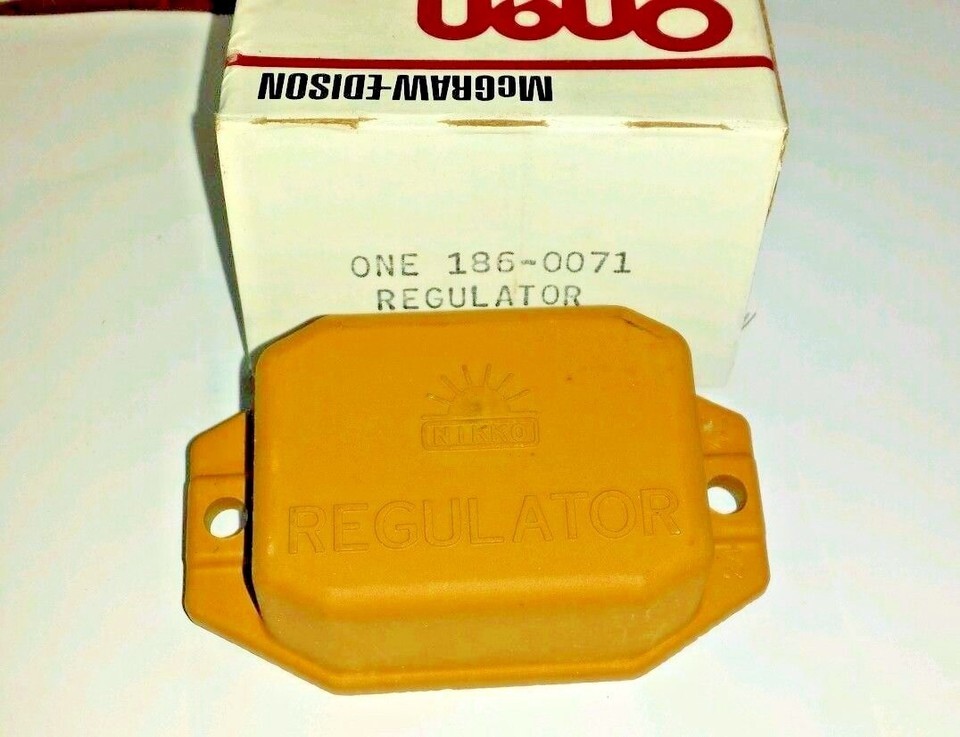 Onan
McGRAW-EDISON
ONE 186-0071
REGULATOR
NIKKO
REGULATOR